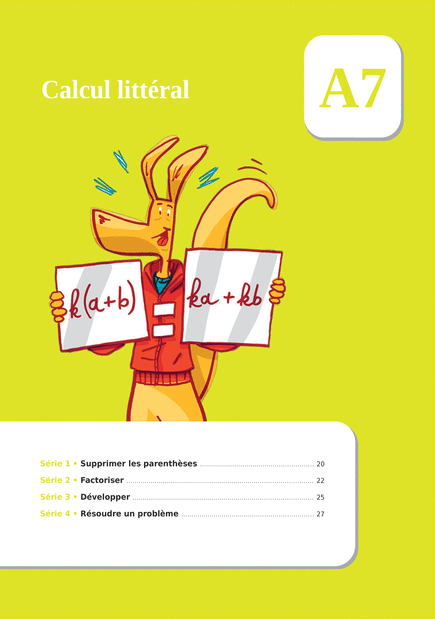 Calcul littéral
A7
k(a+b)
ka + kb
Série 1 • Supprimer les parenthèses ........................................ 20
Série 2 • Factoriser ........................................ 22
Série 3 • Développer ........................................ 25
Série 4 • Résoudre un problème ........................................ 27